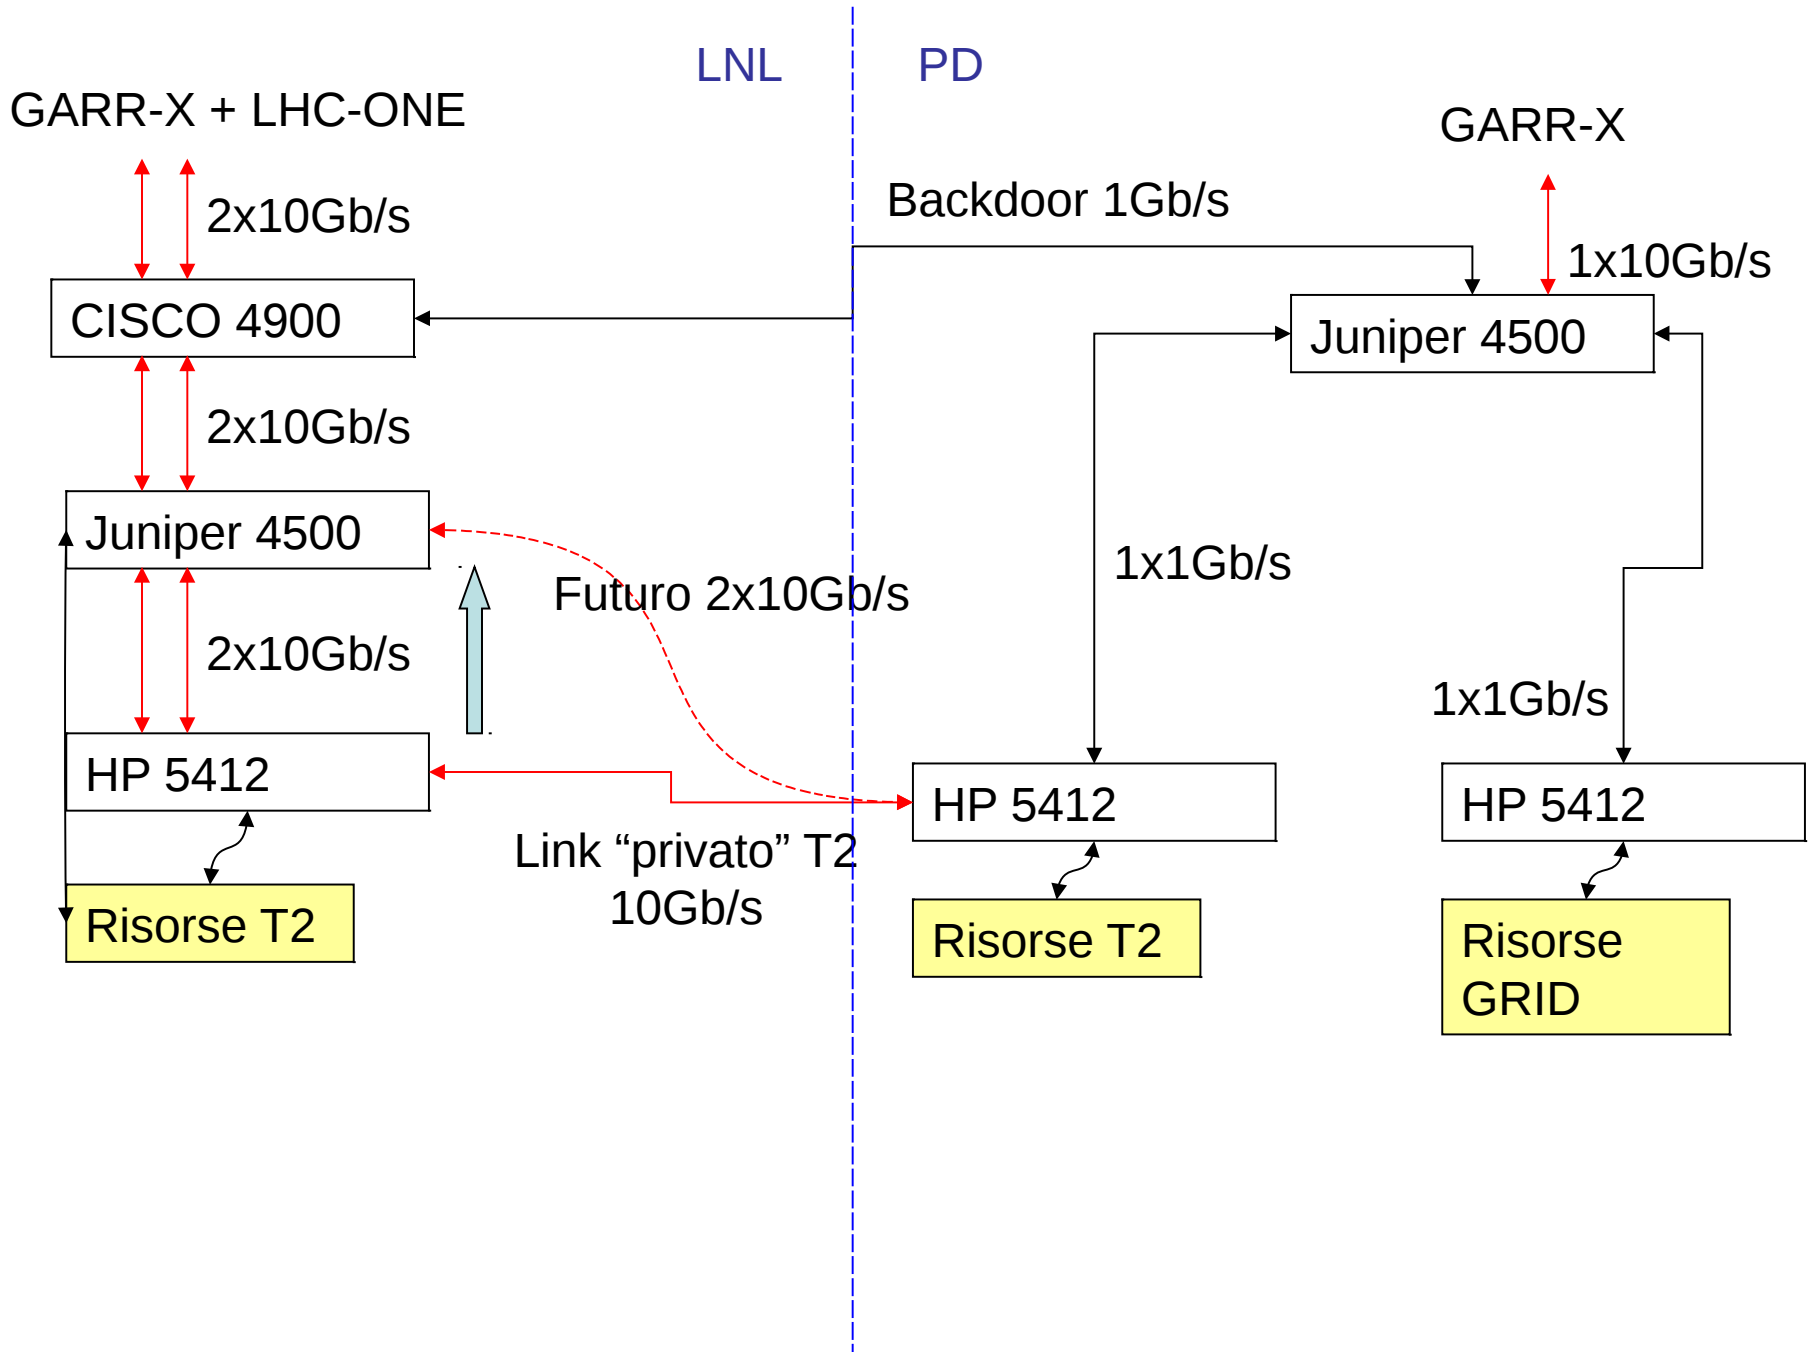 LNL
PD
GARR-X + LHC-ONE
GARR-X
Backdoor 1Gb/s
2x10Gb/s
1x10Gb/s
CISCO 4900
Juniper 4500
2x10Gb/s
Juniper 4500
1x1Gb/s
Futuro 2x10Gb/s
2x10Gb/s
1x1Gb/s
HP 5412
HP 5412
HP 5412
Link “privato” T2
10Gb/s
Risorse T2
Risorse T2
Risorse
GRID